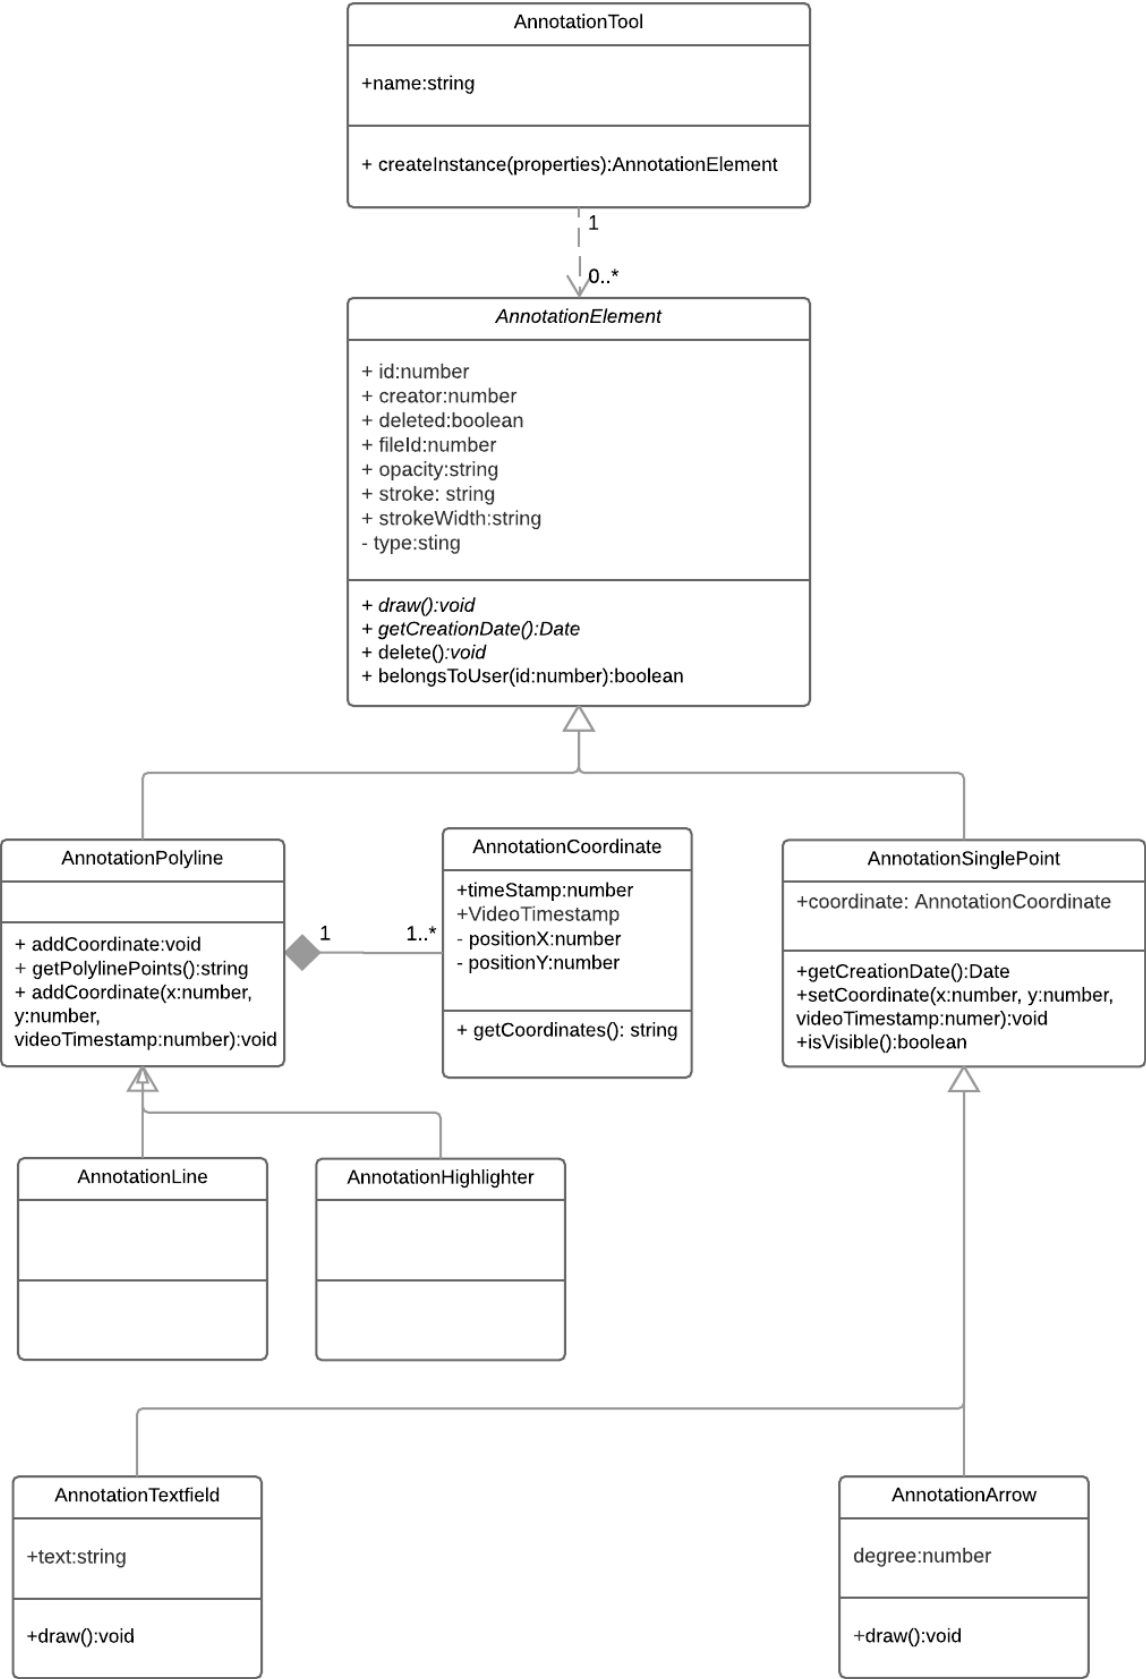 AnnotationTool
+name:string
+ createInstance(properties):AnnotationElement
1
0..*
AnnotationElement
+ id:number
+ creator:number
+ deleted:boolean
+ fileId:number
+ opacity:string
+ stroke: string
+ strokeWidth:string
- type:sting
+ draw():void
+ getCreationDate():Date
+ delete():void
+ belongsToUser(id:number):boolean
AnnotationPolyline
+ addCoordinate:void
+ getPolylinePoints():string
+ addCoordinate(x:number,
y:number,
videoTimestamp:number):void
1
1..*
AnnotationCoordinate
+timeStamp:number
+VideoTimestamp
- positionX:number
- positionY:number
+ getCoordinates(): string
AnnotationSinglePoint
+coordinate: AnnotationCoordinate
+getCreationDate():Date
+setCoordinate(x:number, y:number,
videoTimestamp:numer):void
+isVisible():boolean
AnnotationLine
AnnotationHighlighter
AnnotationTextfield
+text:string
+draw():void
AnnotationArrow
degree:number
+draw():void